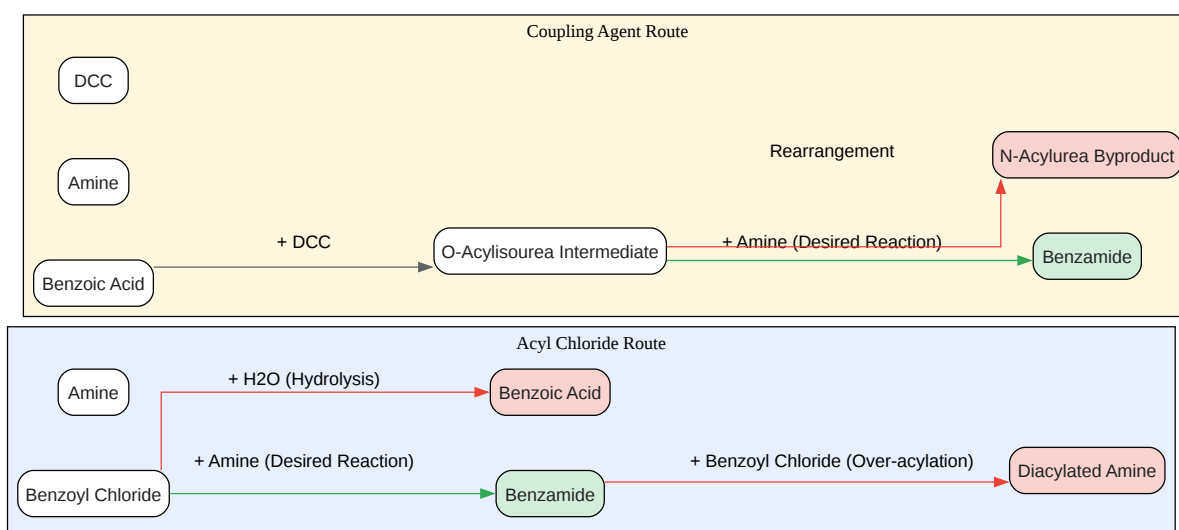 Coupling Agent Route
DCC
Rearrangement
N-Acylurea Byproduct
Amine
+ DCC
O-Acylisourea Intermediate
+ Amine (Desired Reaction)
Benzamide
Benzoic Acid
Acyl Chloride Route
Amine
+ H2O (Hydrolysis)
Benzoic Acid
+ Amine (Desired Reaction)
+ Benzoyl Chloride (Over-acylation)
Diacylated Amine
Benzoyl Chloride
Benzamide